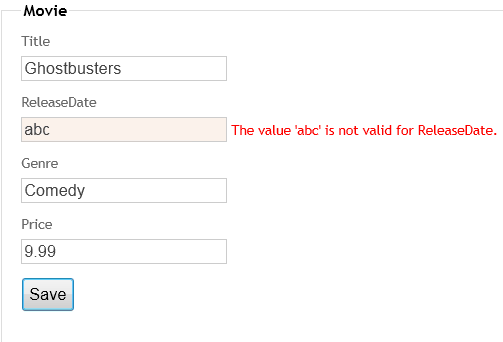 Movie
Title
Ghostbusters
ReleaseDate
abc The value 'abc' is not valid for ReleaseDate.
Genre
Comedy
Price
9.99
Save